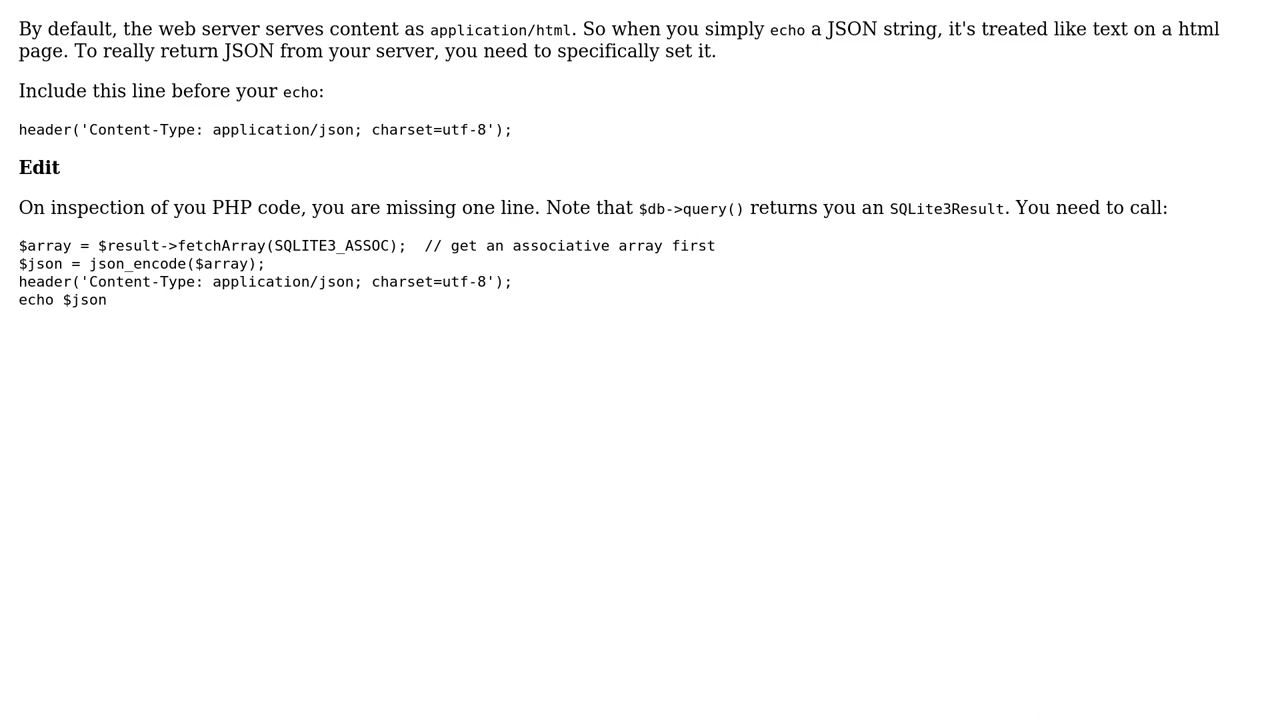 By default, the web server serves content as application/html. So when you simply echo a JSON string, it's treated like text on a html
page. To really return JSON from your server, you need to specifically set it.
Include this line before your echo:
header('Content-Type: application/json; charset=utf-8');
Edit
On inspection of you PHP code, you are missing one line. Note that $db->query() returns you an SQLite3Result. You need to call:
$array = $result->fetchArray(SQLITE3_ASSOC);  // get an associative array first
$json = json_encode($array);
header('Content-Type: application/json; charset=utf-8');
echo $json